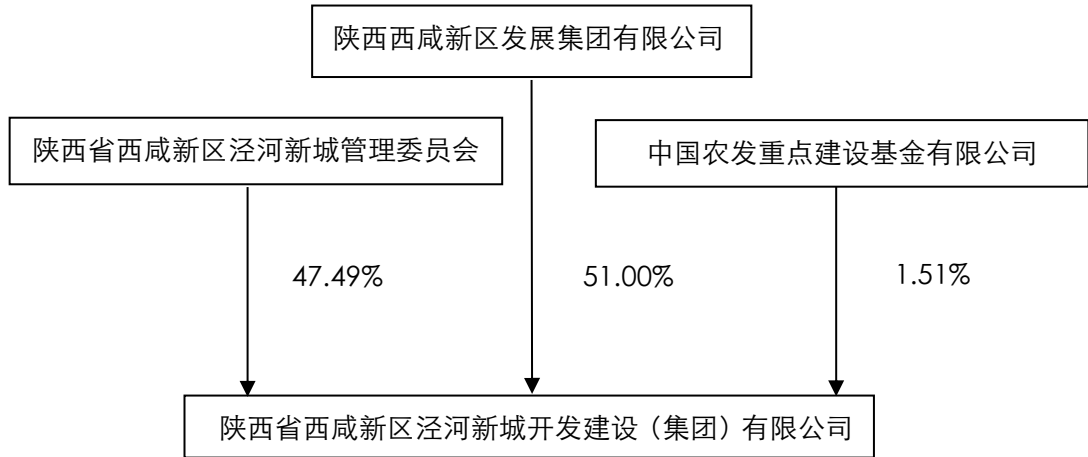 陕西西咸新区发展集团有限公司
陕西省西咸新区泾河新城管理委员会
中国农发重点建设基金有限公司
47.49%
51.00%
1.51%
陕西省西咸新区泾河新城开发建设（集团）有限公司